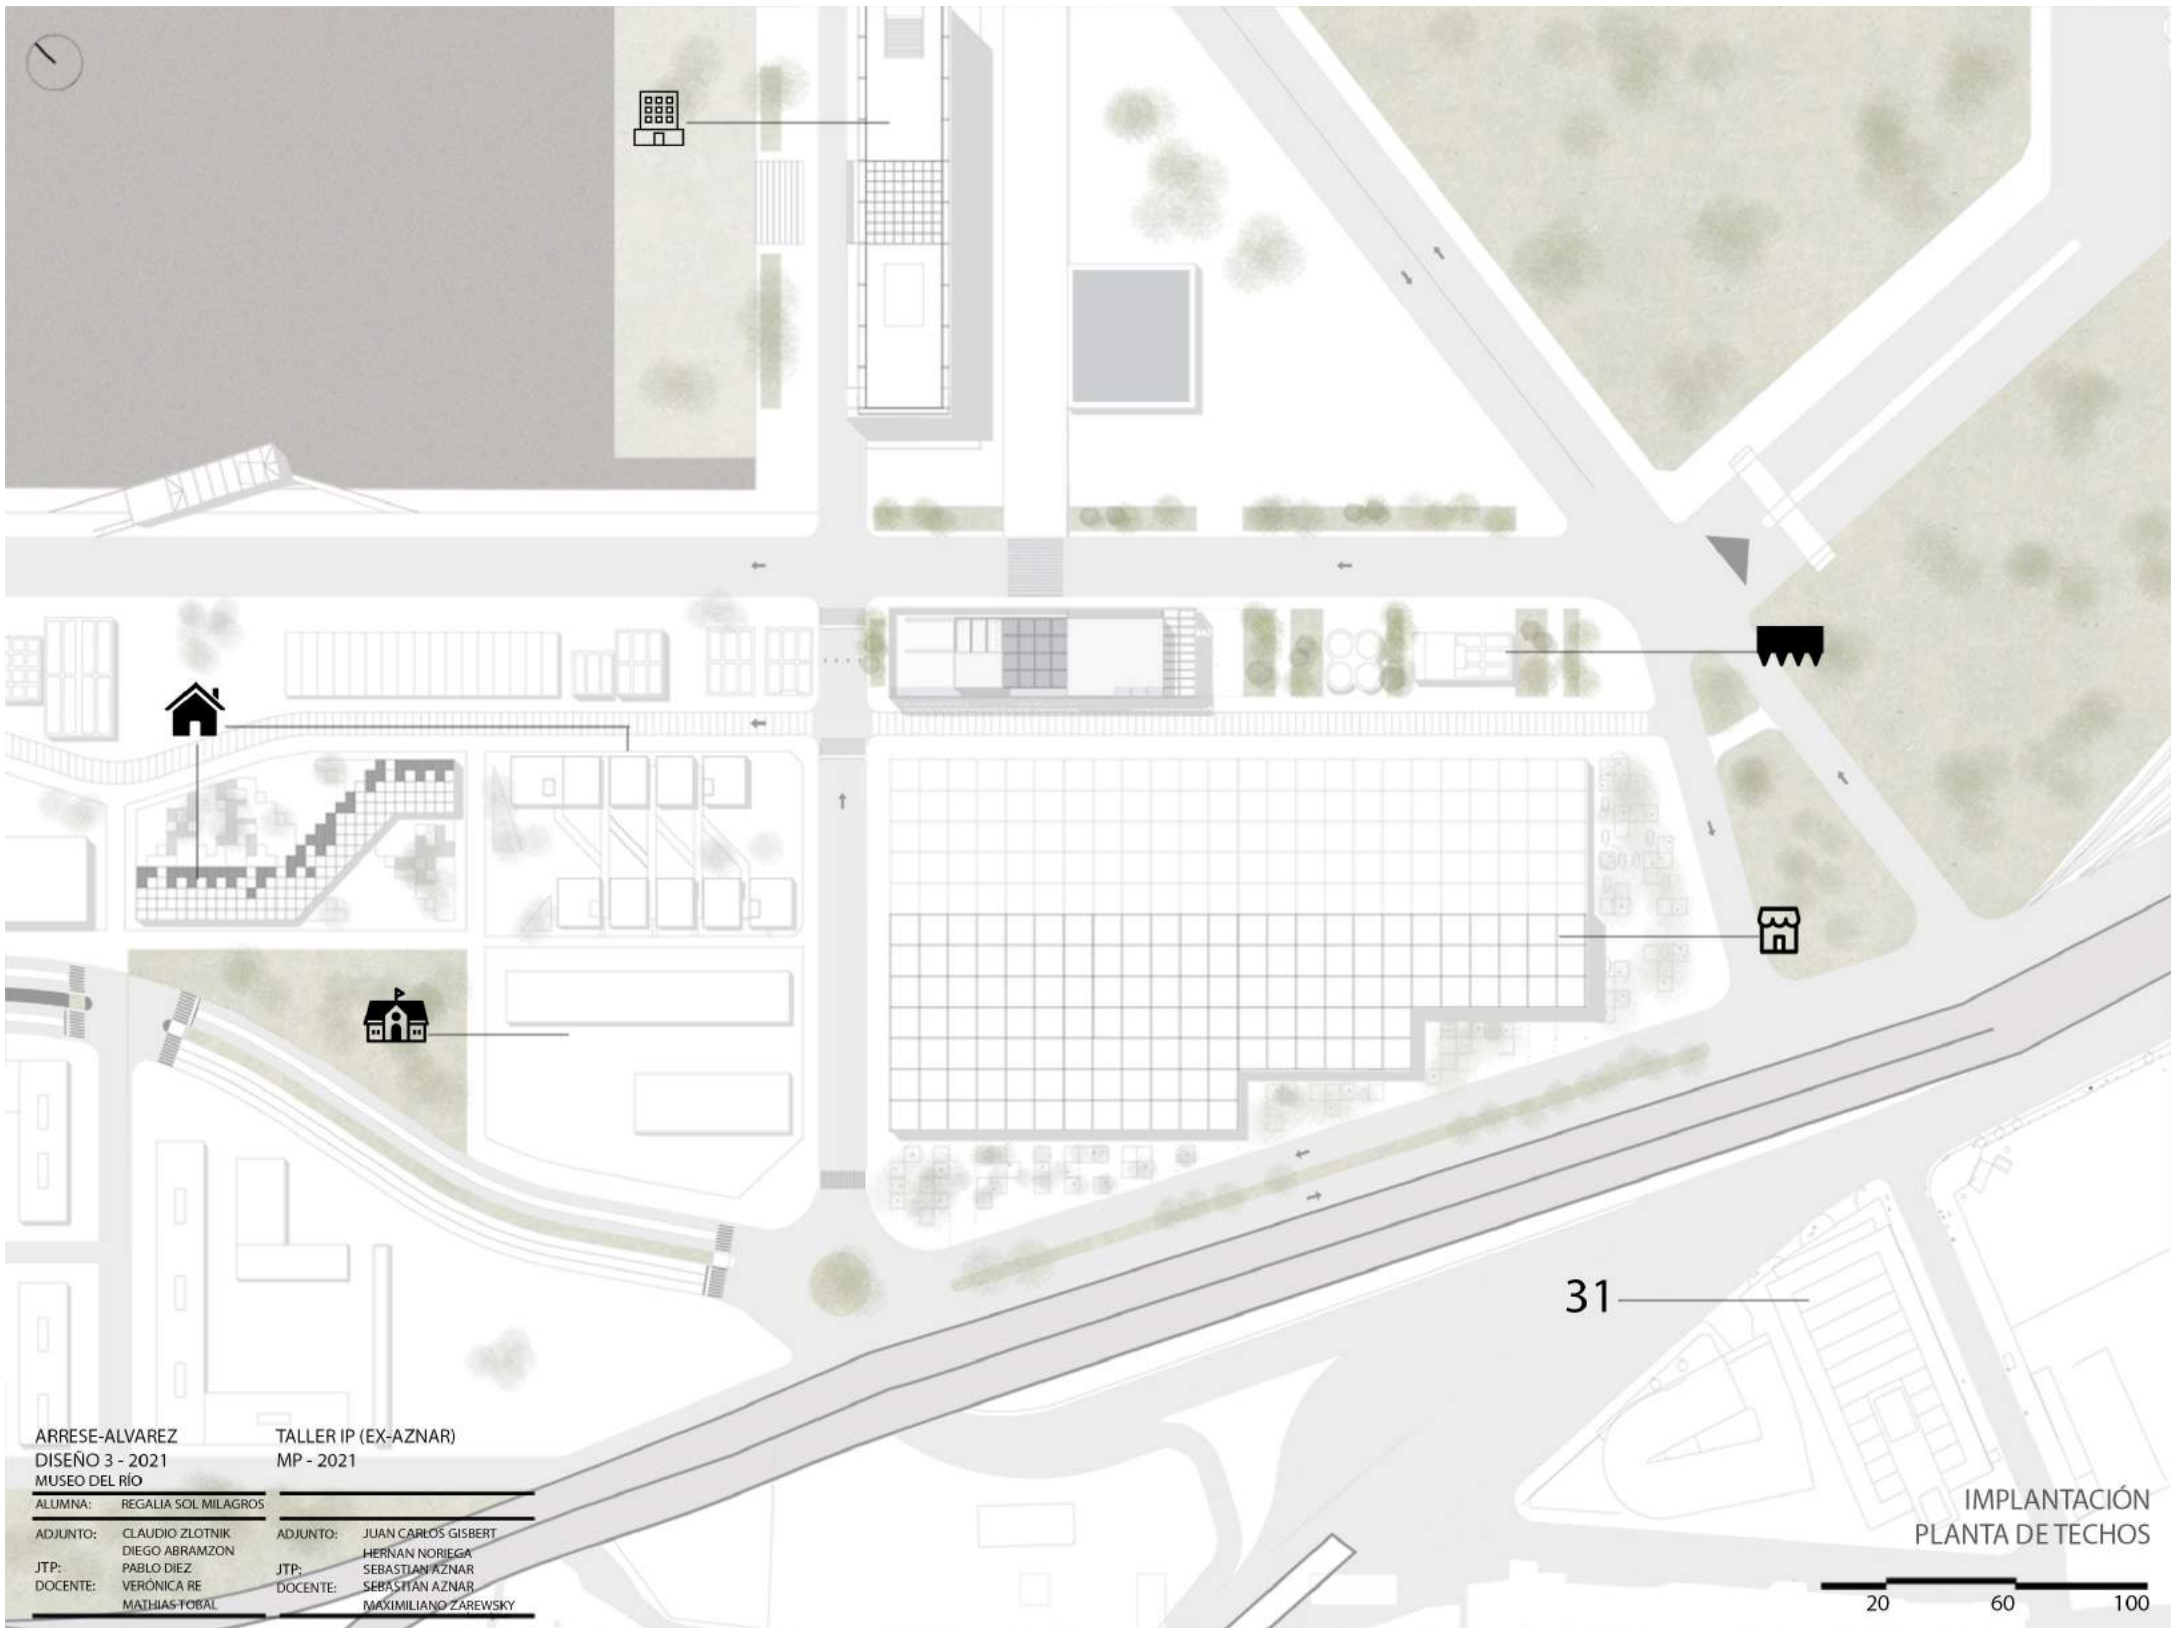 31
ARRESE-ALVAREZ
DISEÑO 3 - 2021
MUSEO DEL RÍO
ALUMNA: REGALIA SOL MILAGROS
ADJUNTO: CLAUDIO ZLOTNIK
DIEGO ABRAMZON
JTP: PABLO DIEZ
DOCENTE: VERÓNICA RE
MATHIAS TOBAL
TALLER IP (EX-AZNAR)
MP - 2021
ADJUNTO: JUAN CARLOS GISBERT
HERNAN NORIEGA
JTP: SEBASTIAN AZNAR
DOCENTE: SEBASTIAN AZNAR
MAXIMILIANO ZAREWSKY
IMPLANTACIÓN
PLANTA DE TECHOS
20 60 100